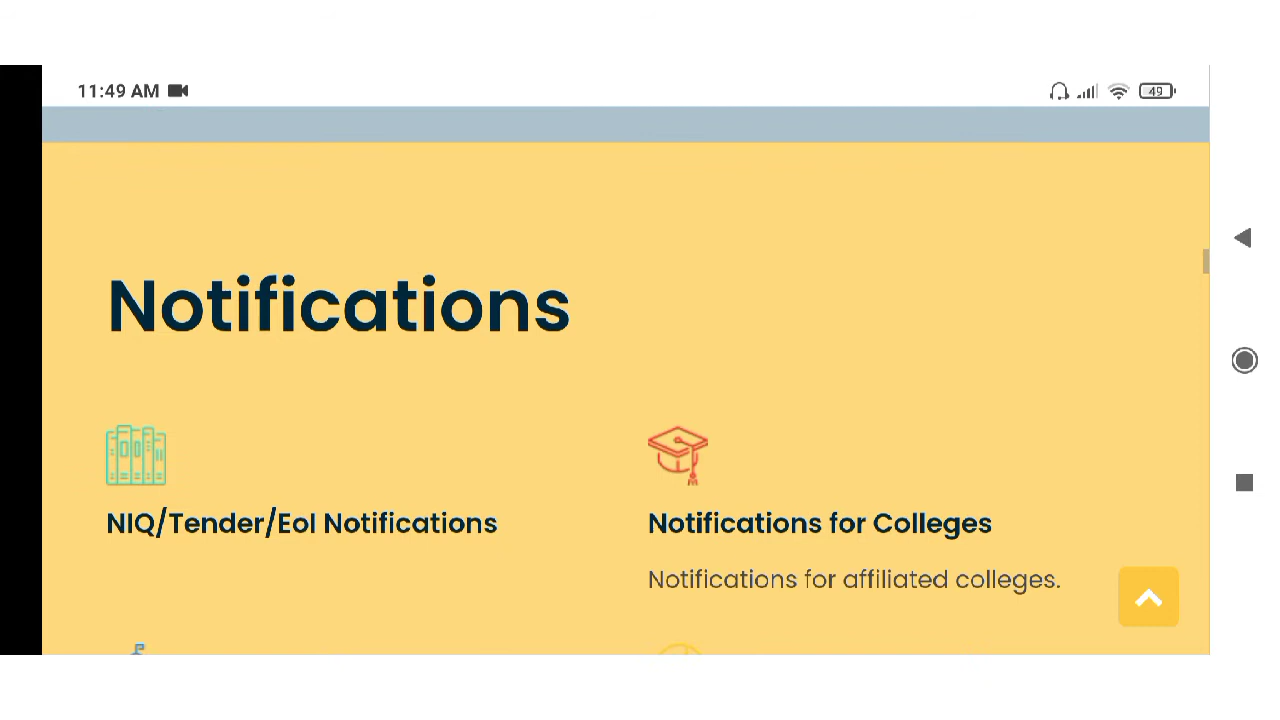 11:49 AM
49
Notifications
NIQ/Tender/EoI Notifications
Notifications for Colleges
Notifications for affiliated colleges.